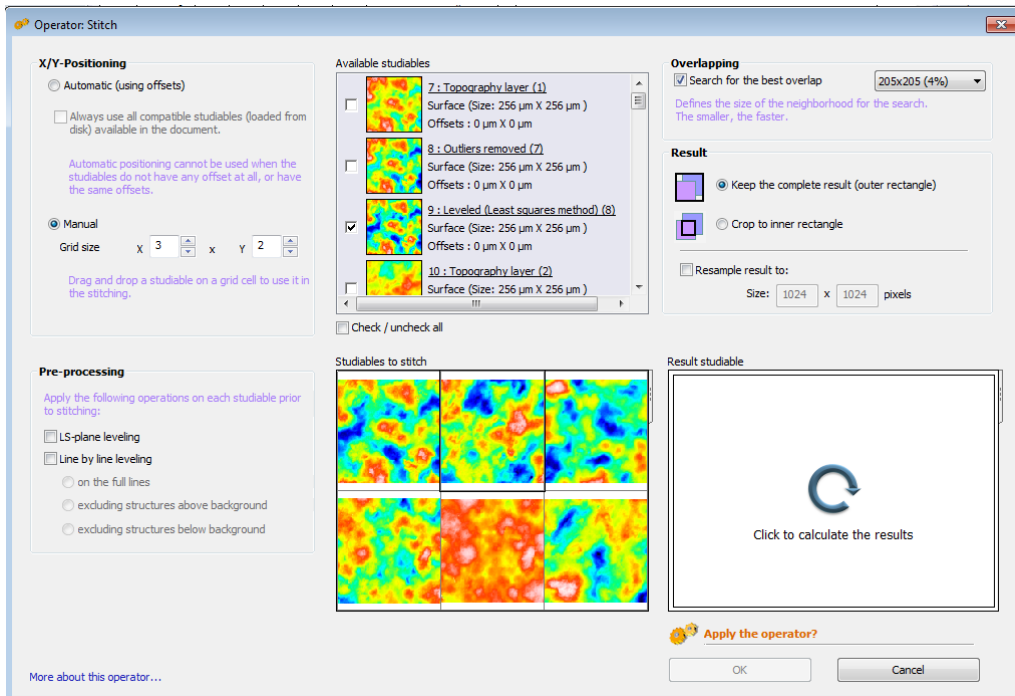 Operator: Stitch
X/Y-Positioning
Automatic (using offsets)
Always use all compatible studiables (loaded from
disk) available in the document.
Automatic positioning cannot be used when the
studiables do not have any offset at all, or have
the same offsets.
Manual
Grid size X 3 x Y 2
Drag and drop a studiable on a grid cell to use it in
the stitching.
Pre-processing
Apply the following operations on each studiable prior
to stitching:
LS-plane leveling
Line by line leveling
on the full lines
excluding structures above background
excluding structures below background
More about this operator...
Available studiables
7 : Topography layer (1)
Surface (Size: 256 µm X 256 µm )
Offsets : 0 µm X 0 µm
8 : Outliers removed (7)
Surface (Size: 256 µm X 256 µm )
Offsets : 0 µm X 0 µm
9 : Leveled (Least squares method) (8)
Surface (Size: 256 µm X 256 µm )
Offsets : 0 µm X 0 µm
10 : Topography layer (2)
Surface (Size: 256 µm X 256 µm )
Check / uncheck all
Studiables to stitch
Overlapping
Search for the best overlap 205x205 (4%)
Defines the size of the neighborhood for the search.
The smaller, the faster.
Result
Keep the complete result (outer rectangle)
Crop to inner rectangle
Resample result to:
Size: 1024 x 1024 pixels
Result studiable
Click to calculate the results
Apply the operator?
OK Cancel